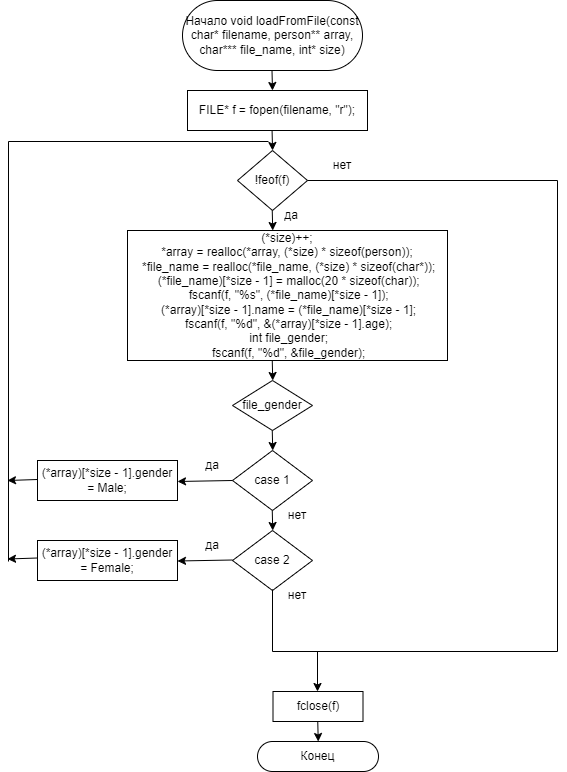 Начало void loadFromFile(const
char* filename, person** array,
char*** file_name, int* size)
FILE* f = fopen(filename, "r");
!feof(f)
нет
да
(*size)++;
*array = realloc(*array, (*size) * sizeof(person));
*file_name = realloc(*file_name, (*size) * sizeof(char*));
(*file_name)[*size - 1] = malloc(20 * sizeof(char));
fscanf(f, "%s", (*file_name)[*size - 1]);
(*array)[*size - 1].name = (*file_name)[*size - 1];
fscanf(f, "%d", &(*array)[*size - 1].age);
int file_gender;
fscanf(f, "%d", &file_gender);
file_gender
case 1
да
(*array)[*size - 1].gender
= Male;
нет
case 2
да
(*array)[*size - 1].gender
= Female;
нет
fclose(f)
Конец